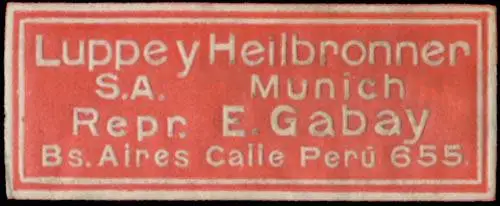 Luppe y Heilbronner
S.A. Munich
Repr. E. Gabay
Bs. Aires Calle Perú 655.